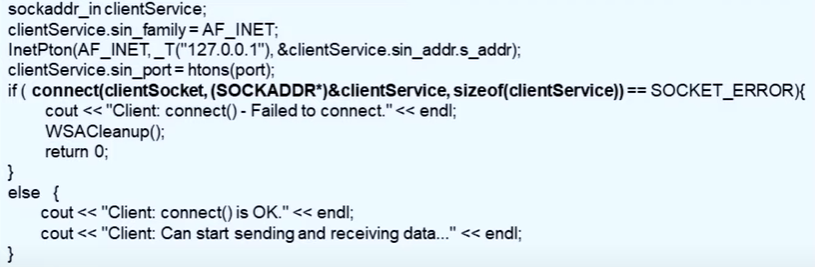 sockaddr_in clientService;
clientService.sin_family = AF_INET;
InetPton(AF_INET, _T("127.0.0.1"), &clientService.sin_addr.s_addr);
clientService.sin_port = htons(port);
if ( connect(clientSocket, (SOCKADDR*)&clientService, sizeof(clientService)) == SOCKET_ERROR){
cout << "Client: connect() - Failed to connect." << endl;
WSACleanup();
return 0;
}
else {
cout << "Client: connect() is OK." << endl;
cout << "Client: Can start sending and receiving data..." << endl;
}